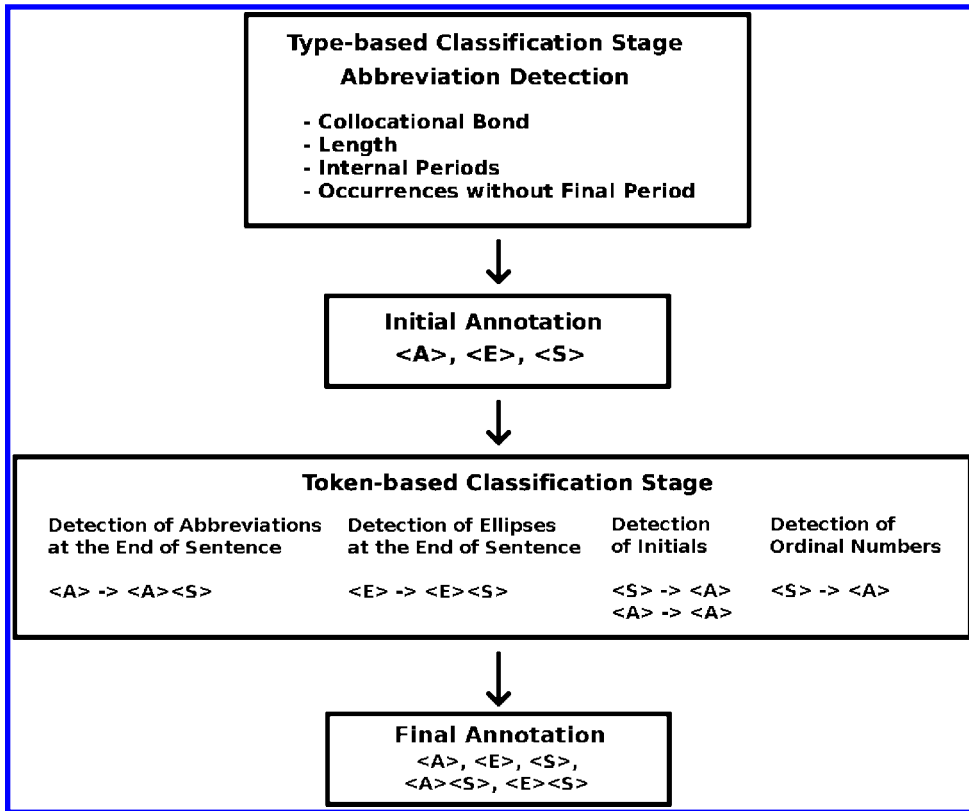 Type-based Classification Stage
Abbreviation Detection
- Collocational Bond
- Length
- Internal Periods
- Occurrences without Final Period
Initial Annotation
<A>, <E>, <S>
Token-based Classification Stage
Detection of Abbreviations
at the End of Sentence
<A> -> <A><S>
Detection of Ellipses
at the End of Sentence
<E> -> <E><S>
Detection
of Initials
<S> -> <A>
<A> -> <A>
Detection of
Ordinal Numbers
<S> -> <A>
Final Annotation
<A>, <E>, <S>,
<A><S>, <E><S>